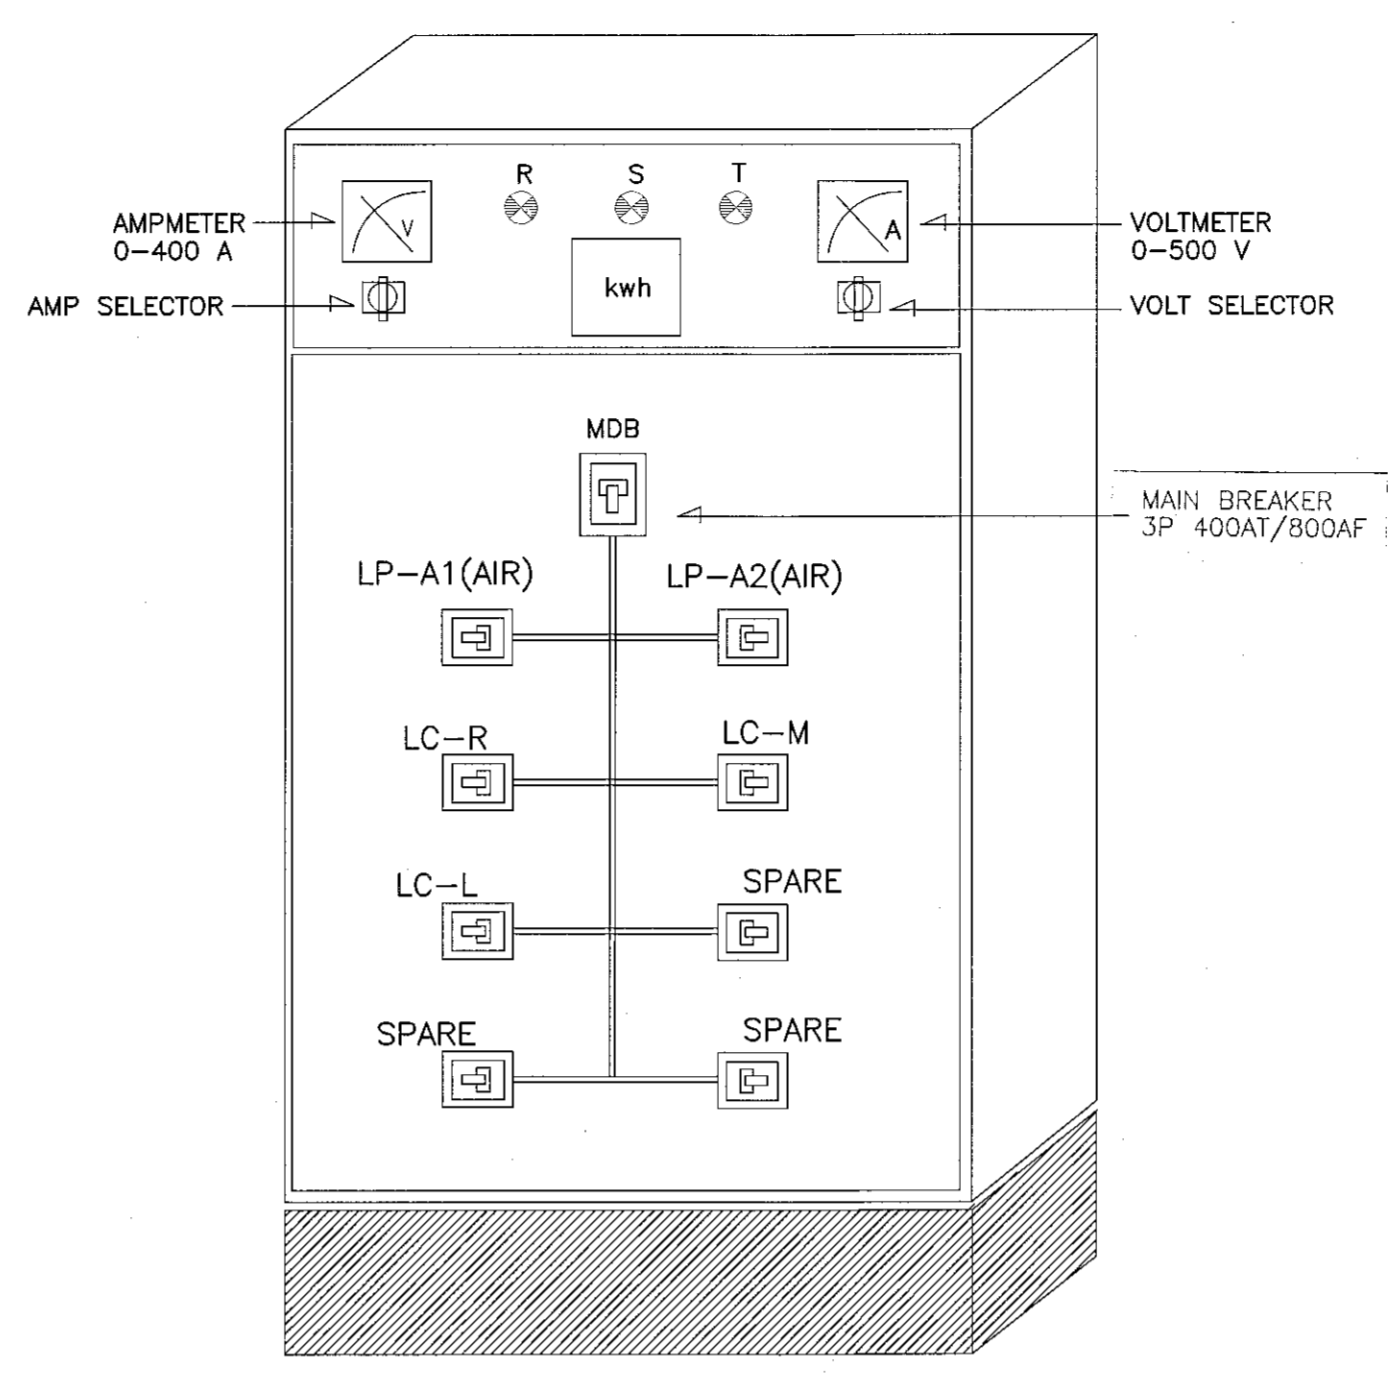 R S T
AMPMETER
0-400 A
V
A
VOLTMETER
0-500 V
AMP SELECTOR
kwh
VOLT SELECTOR
MDB
MAIN BREAKER
3P 400AT/800AF
LP-A1(AIR)
LP-A2(AIR)
LC-R
LC-M
LC-L
SPARE
SPARE
SPARE